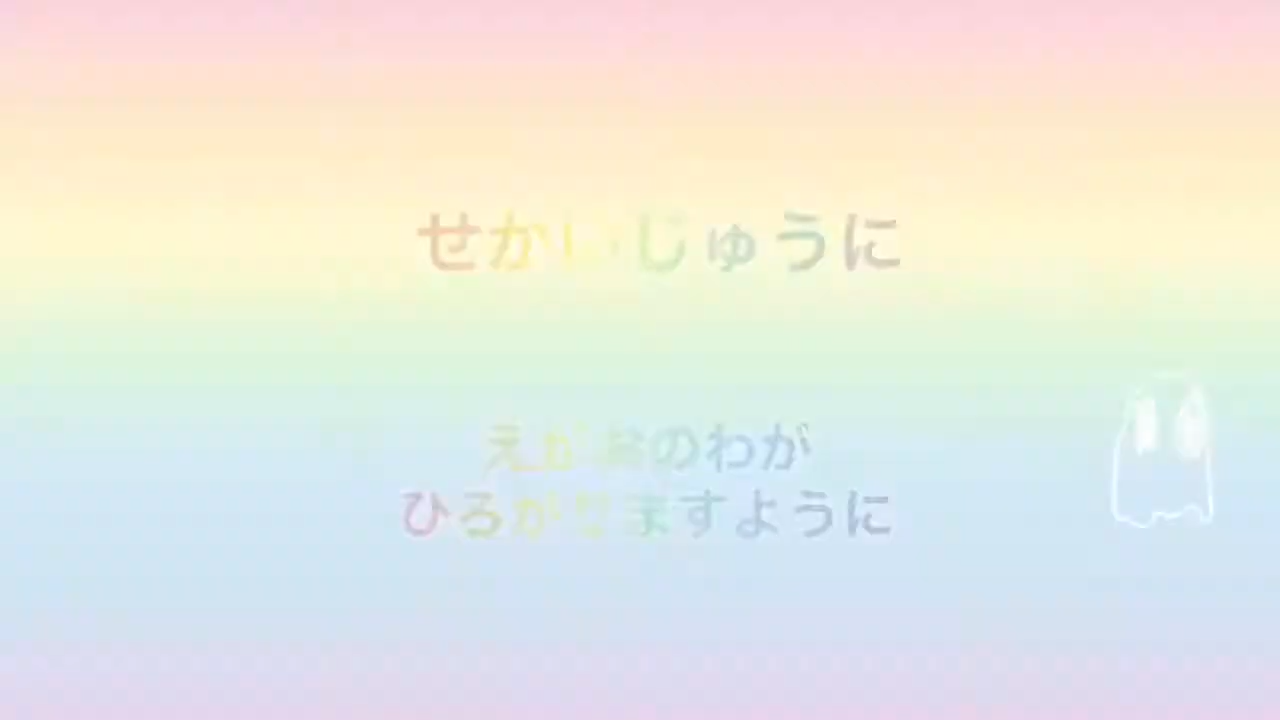 せかいじゅうに
えがおのわが
ひろがりますように